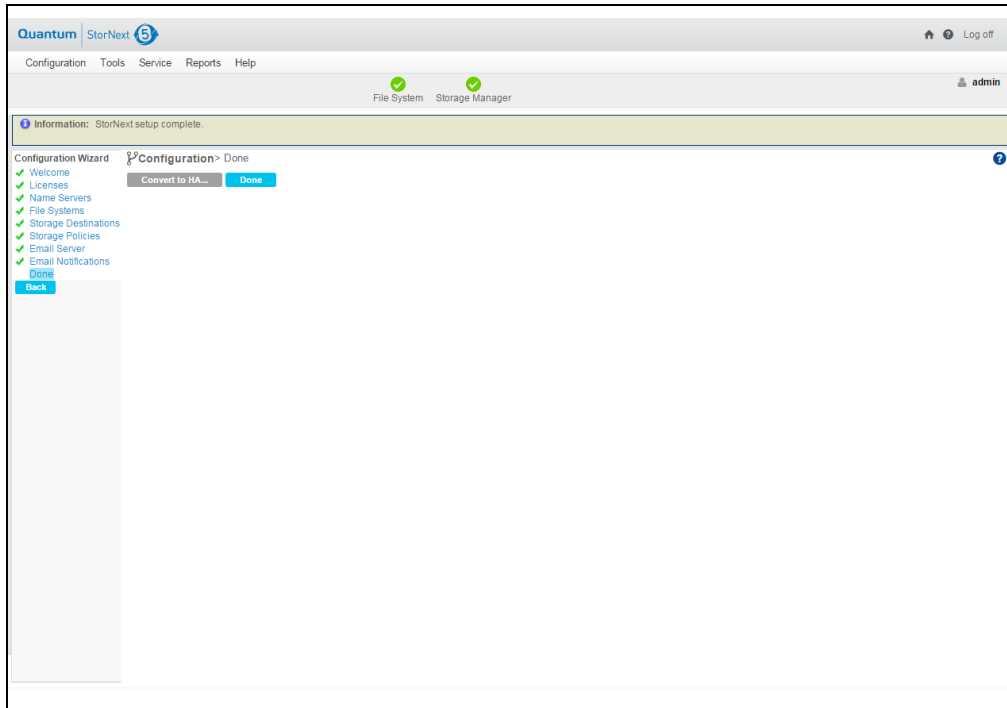 Quantum StorNext 5
Log off
Configuration Tools Service Reports Help
admin
File System Storage Manager
Information: StorNext setup complete.
Configuration Wizard
Welcome
Licenses
Name Servers
File Systems
Storage Destinations
Storage Policies
Email Server
Email Notifications
Done
Back
Configuration> Done
Convert to HA... Done